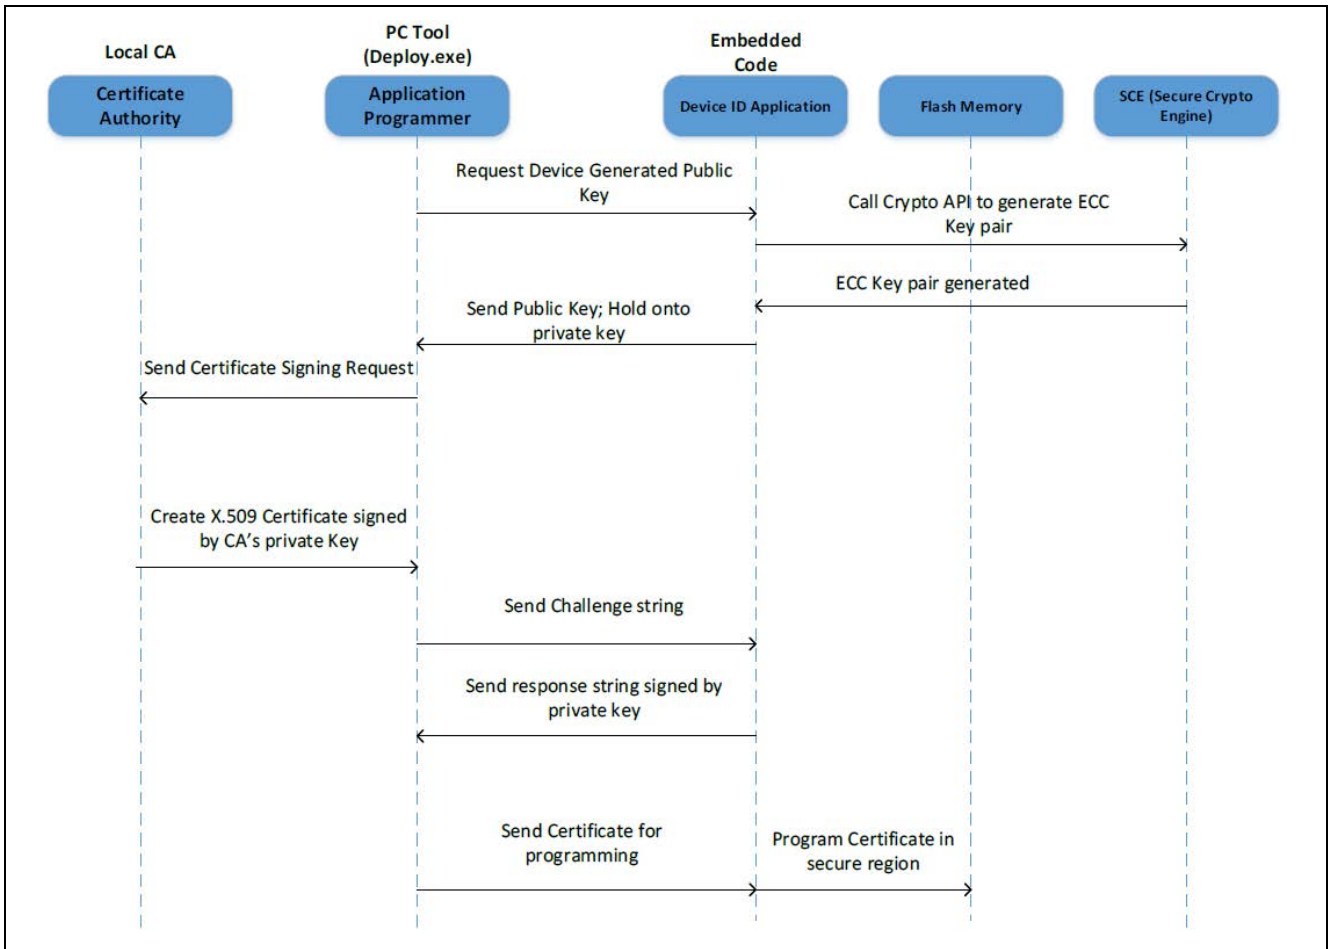 Local CA
PC Tool
(Deploy.exe)
Embedded
Code
Certificate
Authority
Application
Programmer
Device ID Application
Flash Memory
SCE (Secure Crypto
Engine)
Request Device Generated Public
Key
Call Crypto API to generate ECC
Key pair
ECC Key pair generated
Send Public Key; Hold onto
private key
Send Certificate Signing Request
Create X.509 Certificate signed
by CA's private Key
Send Challenge string
Send response string signed by
private key
Send Certificate for
programming
Program Certificate in
secure region